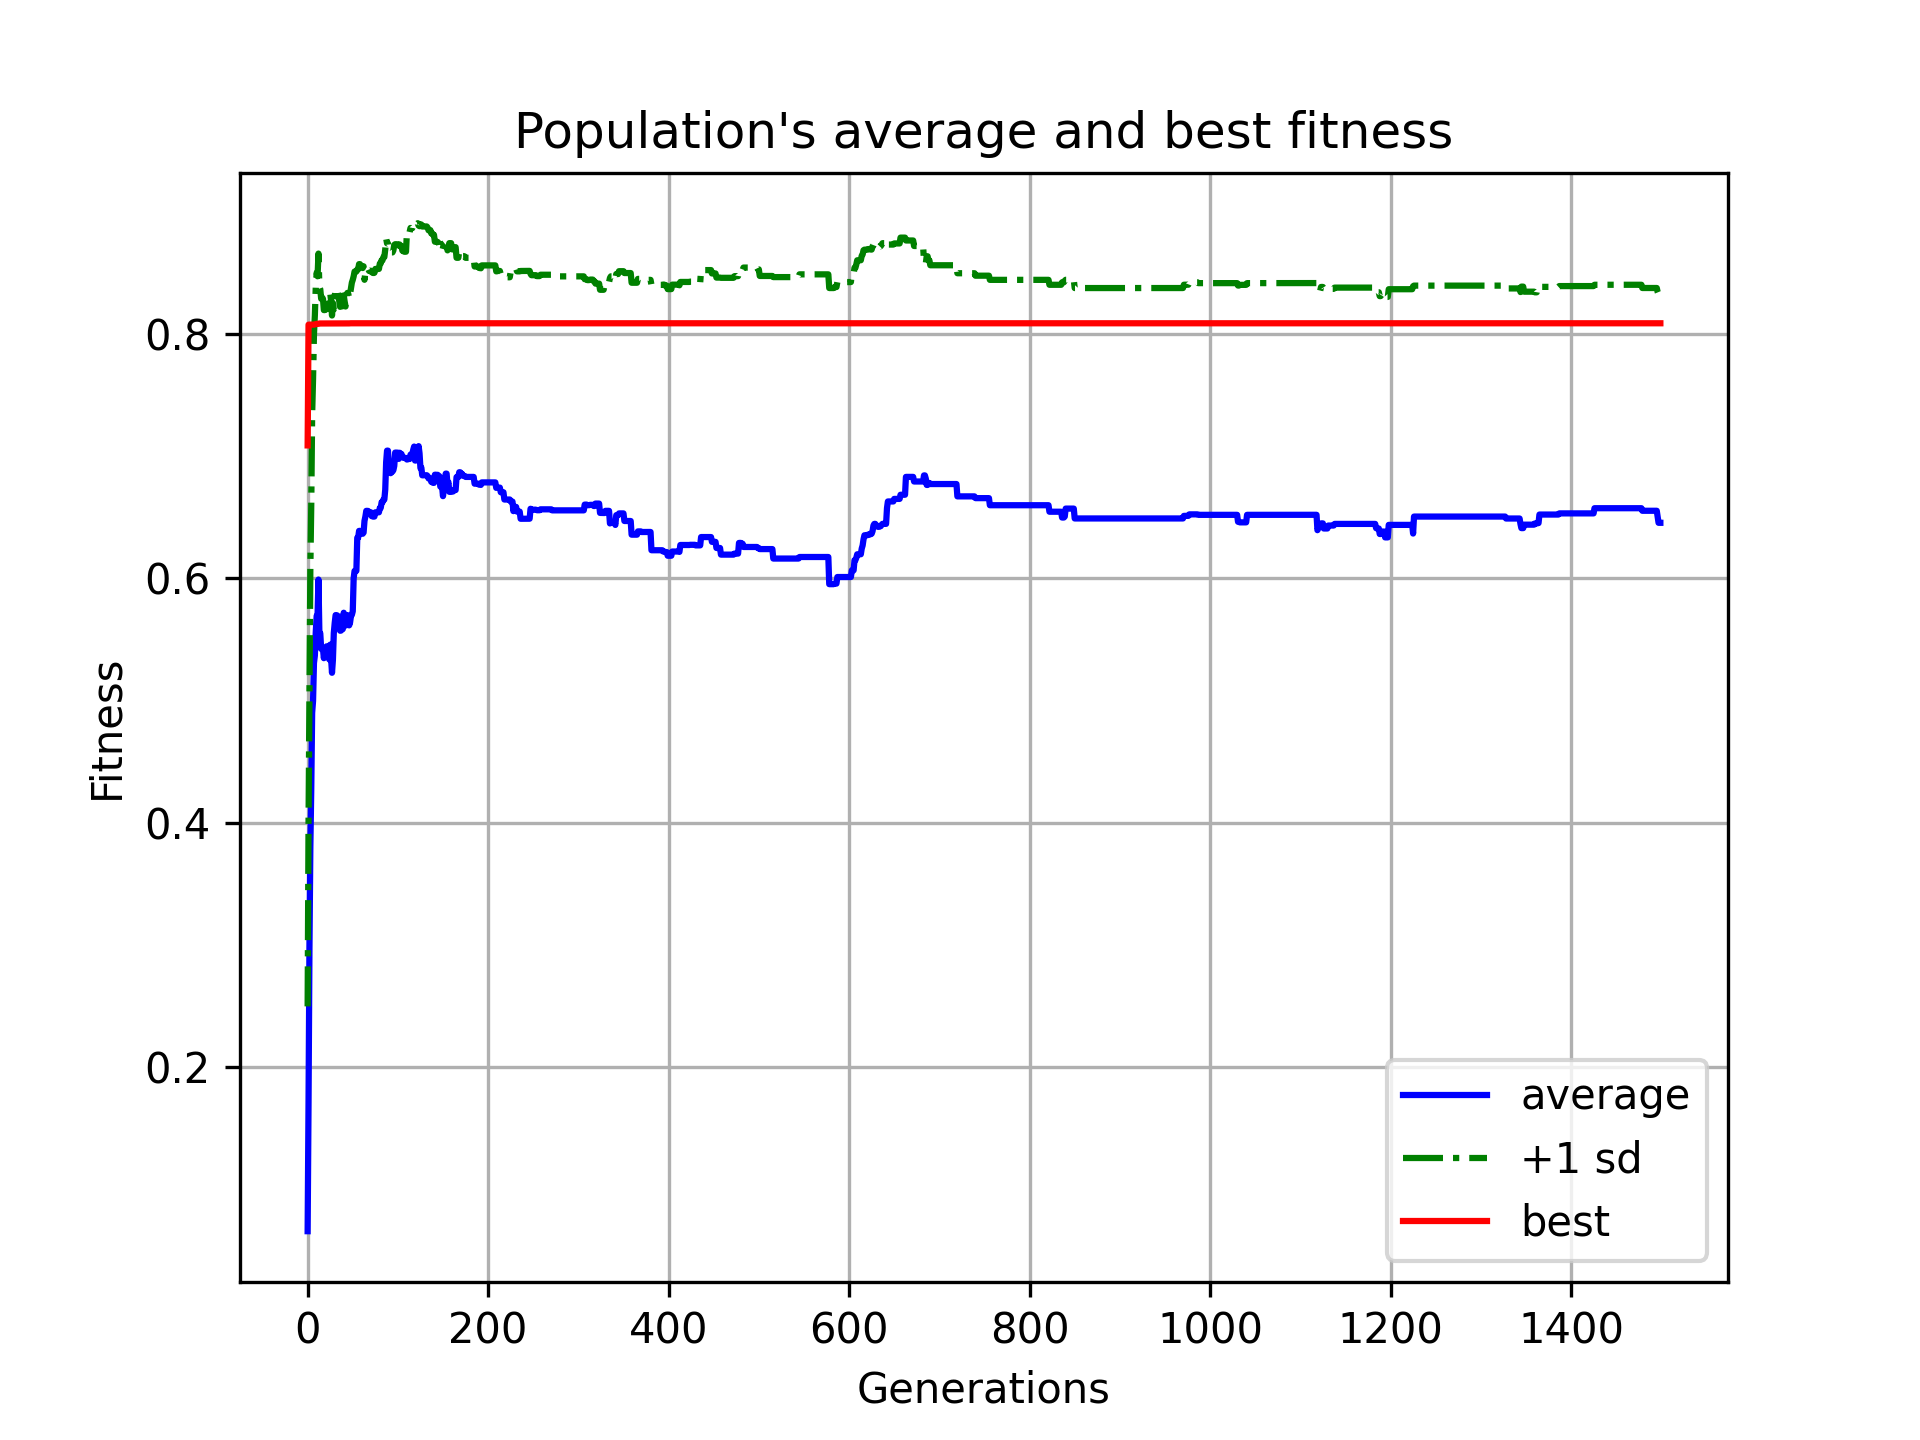 Population's average and best fitness
Fitness
0.8
0.6
0.4
0.2
0 200 400 600 800 1000 1200 1400
Generations
average
+1 sd
best